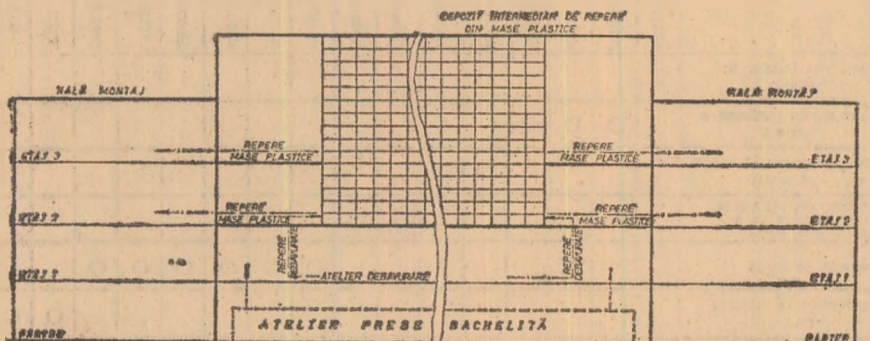 DEPOZIT INTERMEDIAR DE REPERE
DIN MASE PLASTICE
HALĂ MONTAJ
HALĂ MONTAJ
REPERE
MASE PLASTICE
REPERE
MASE PLASTICE
ETAJ 3
ETAJ 3
REPERE
MASE PLASTICE
REPERE
MASE PLASTICE
ETAJ 2
ETAJ 2
REPERE
DEBAVURARE
REPERE
DEBAVURARE
ETAJ 1
ATELIER DEBAVURARE
ETAJ 1
ATELIER PRESE BACHELITĂ
PARTER
PARTER